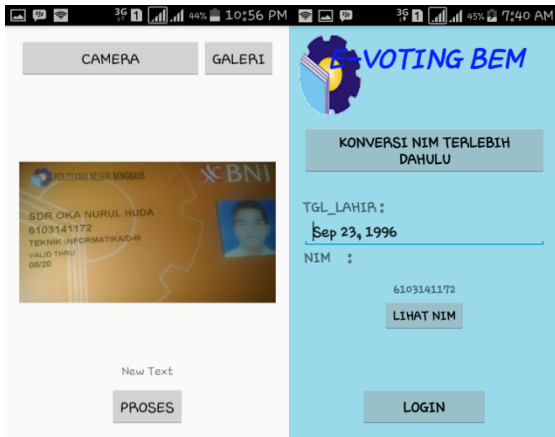 3G 1 44% 10:56 PM
CAMERA
GALERI
POLITEKNIK NEGERI BENGKALIS
BNI
SDR OKA NURUL HUDA
6103141172
TEKNIK INFORMATIKA/D-III
VALID THRU
08/20
New Text
PROSES
3G 1 45% 7:40 AM
E-VOTING BEM
KONVERSI NIM TERLEBIH
DAHULU
TGL_LAHIR:
Sep 23, 1996
NIM :
6103141172
LIHAT NIM
LOGIN